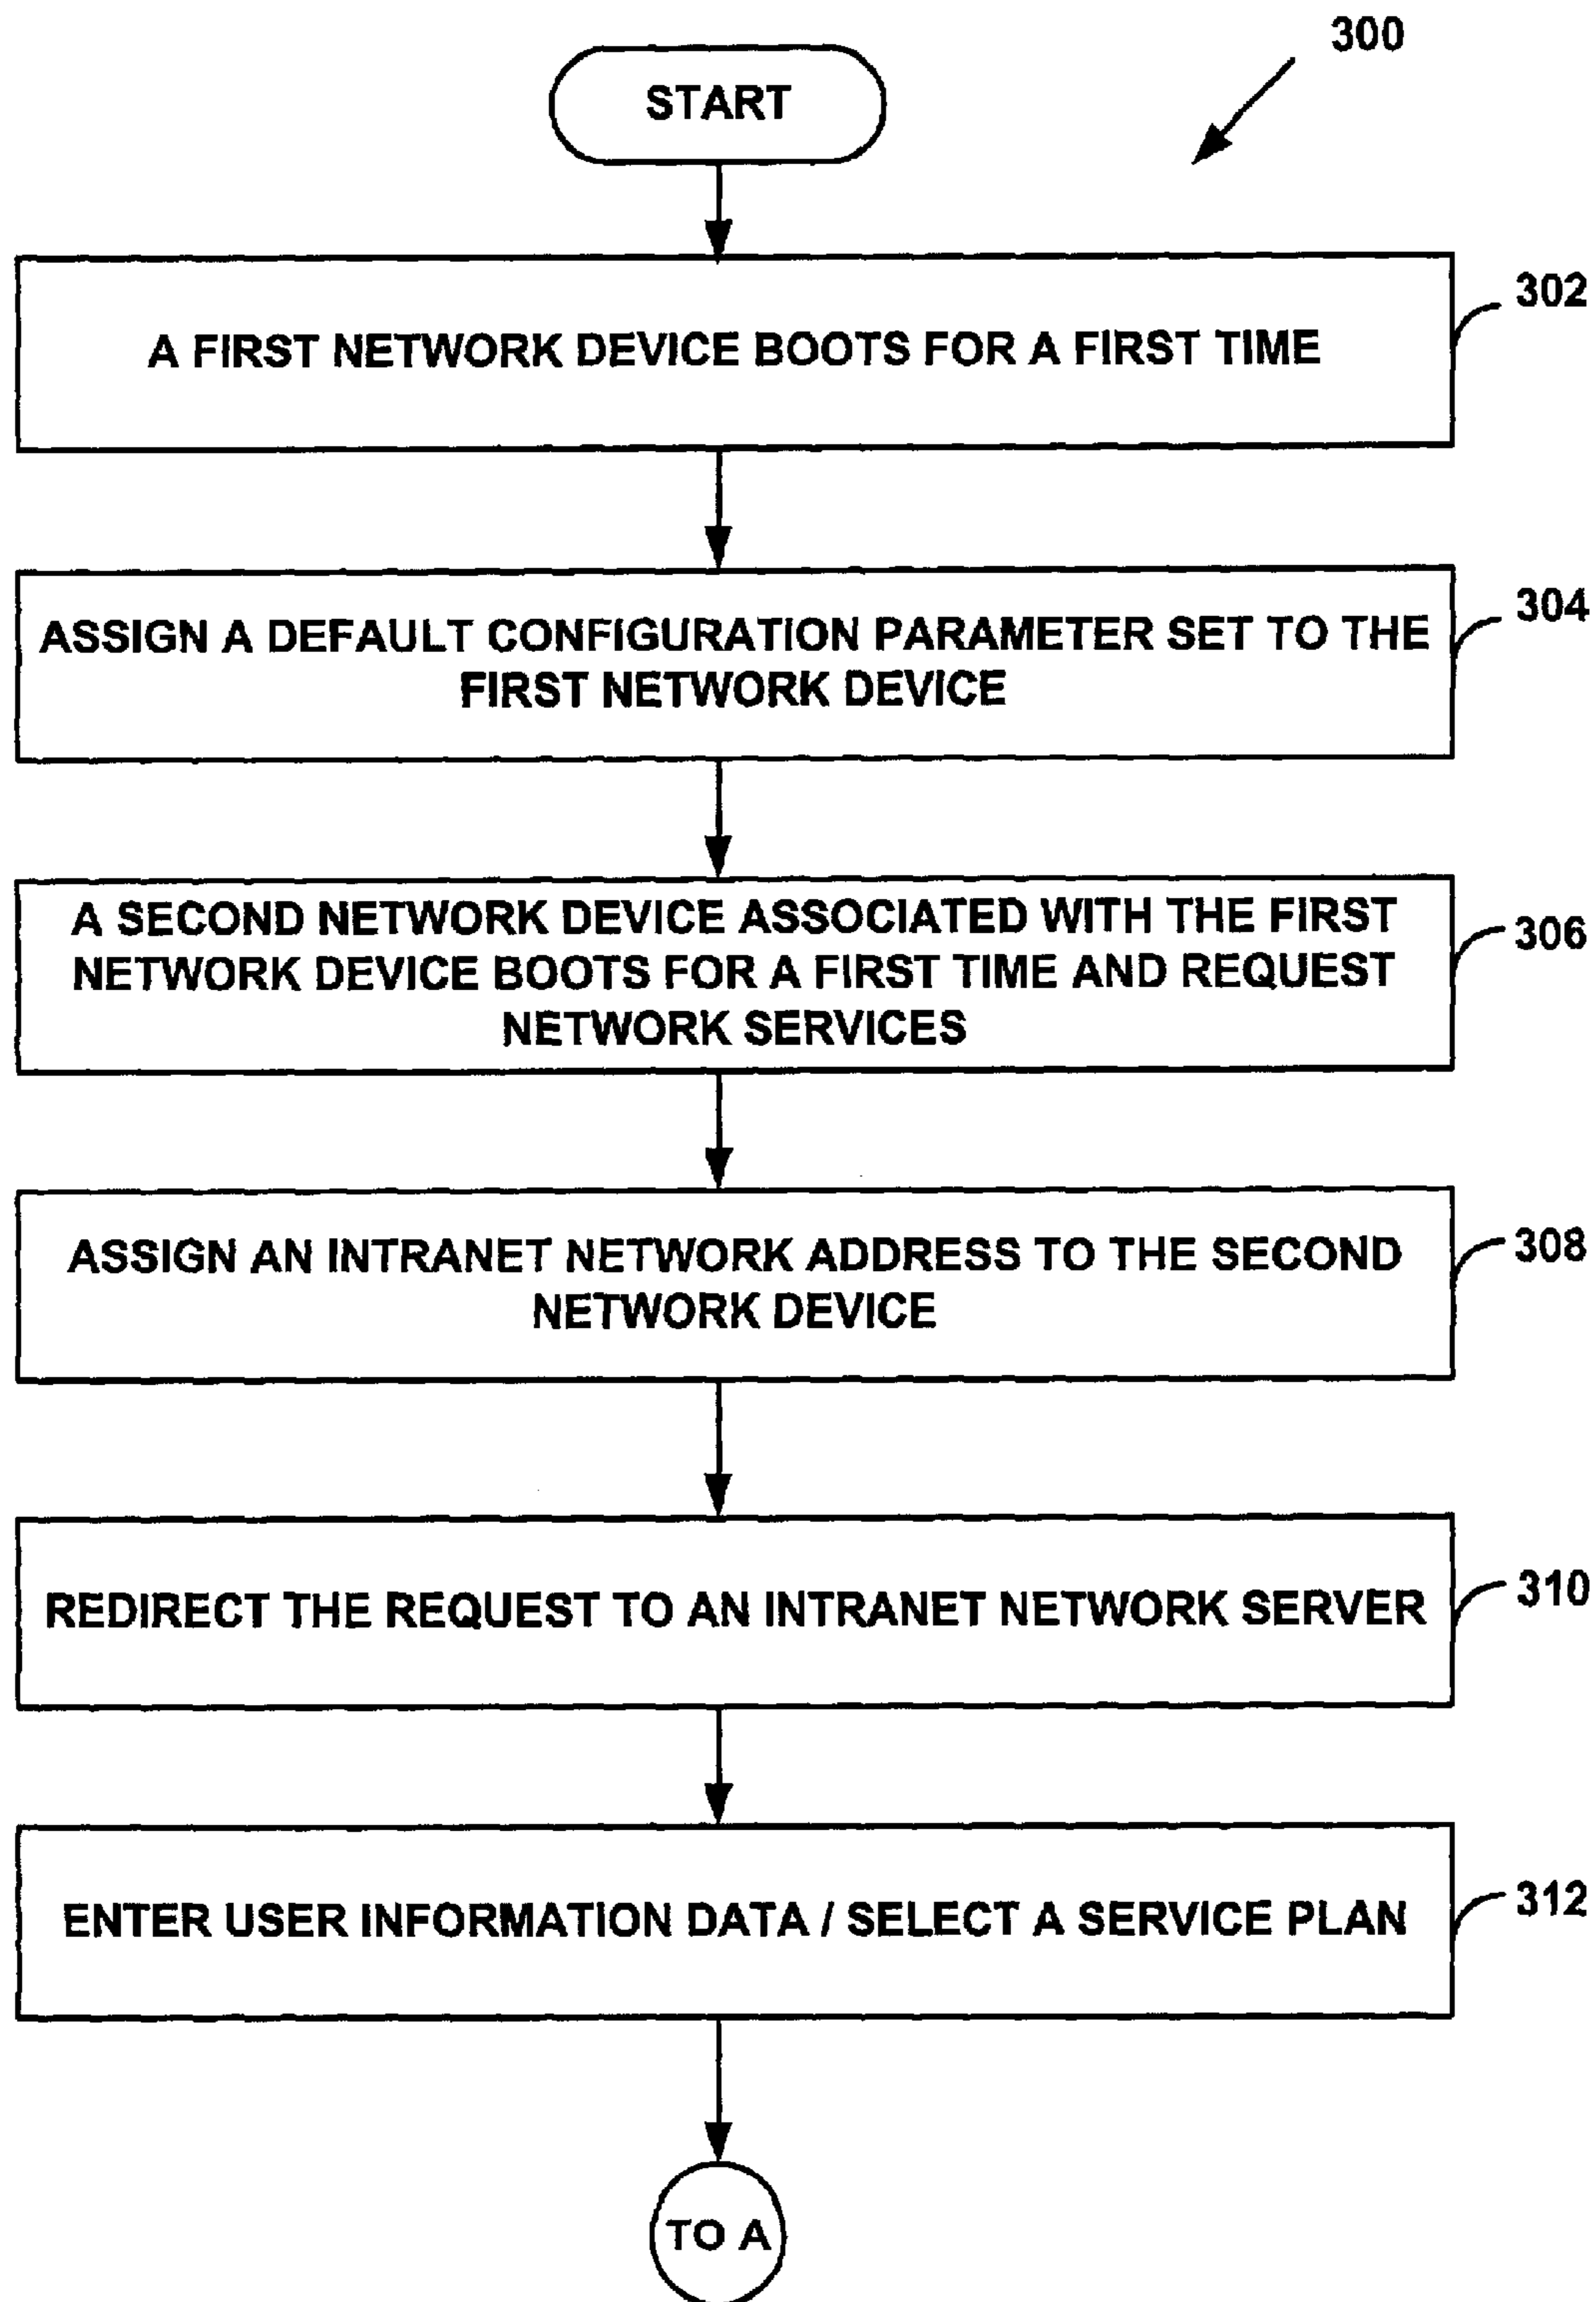 300
START
302
A FIRST NETWORK DEVICE BOOTS FOR A FIRST TIME
304
ASSIGN A DEFAULT CONFIGURATION PARAMETER SET TO THE
FIRST NETWORK DEVICE
306
A SECOND NETWORK DEVICE ASSOCIATED WITH THE FIRST
NETWORK DEVICE BOOTS FOR A FIRST TIME AND REQUEST
NETWORK SERVICES
308
ASSIGN AN INTRANET NETWORK ADDRESS TO THE SECOND
NETWORK DEVICE
310
REDIRECT THE REQUEST TO AN INTRANET NETWORK SERVER
312
ENTER USER INFORMATION DATA / SELECT A SERVICE PLAN
TO A